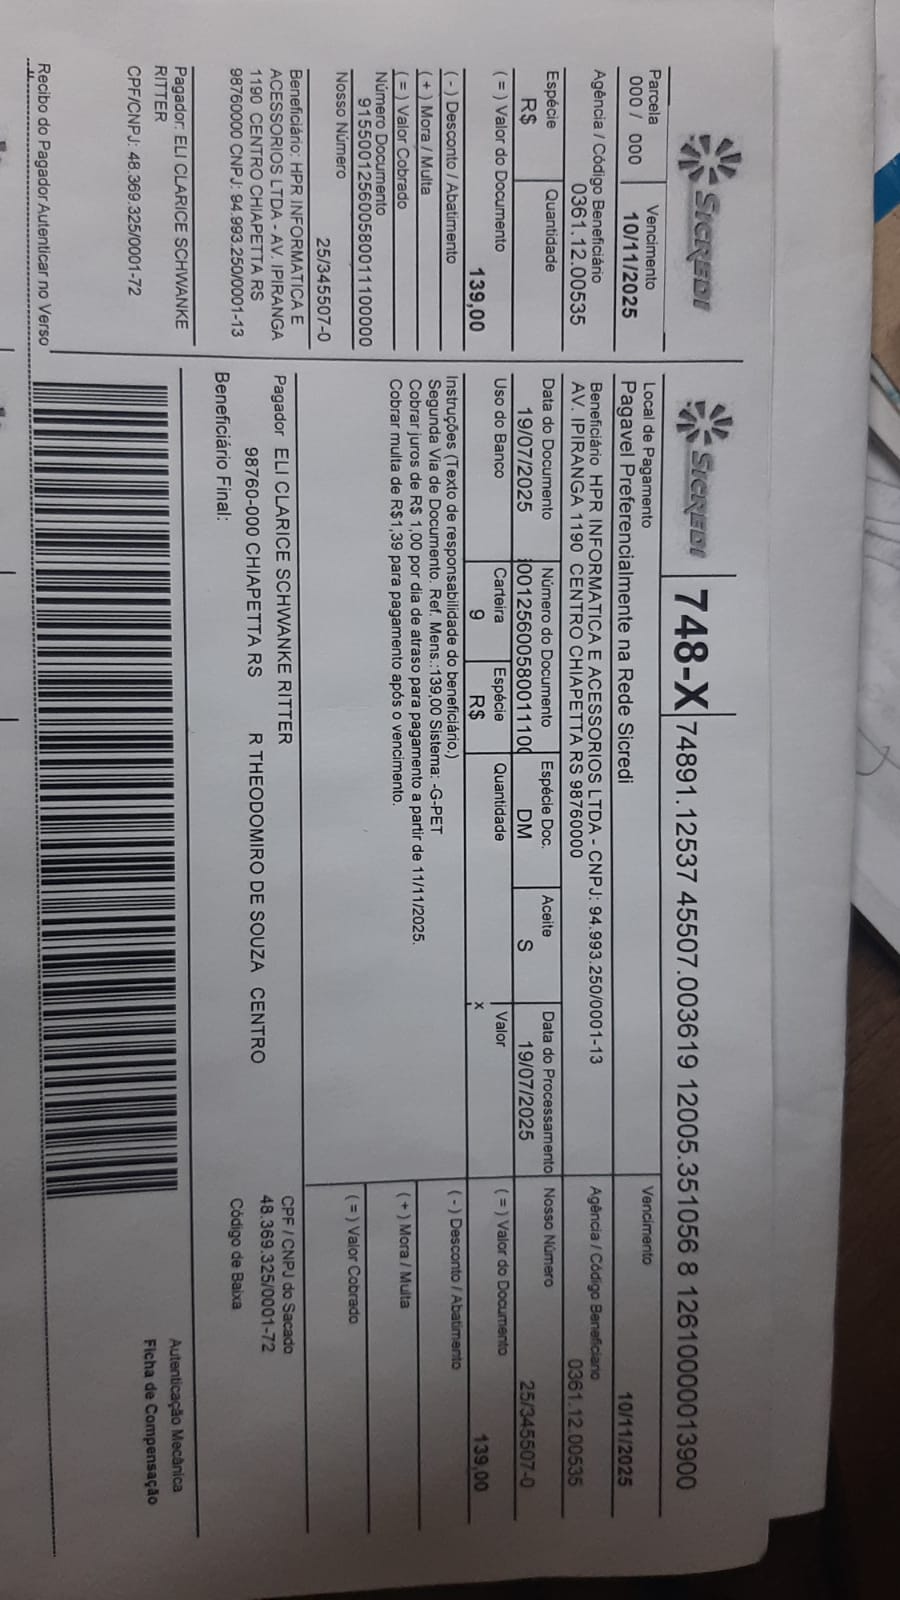 SICREDI
Parcela
000 / 000
Vencimento
10/11/2025
Agência / Código Beneficiário
0361.12.00535
Espécie
R$
Quantidade
( = ) Valor do Documento
139,00
( - ) Desconto / Abatimento
( + ) Mora / Multa
( = ) Valor Cobrado
Número Documento
915500125600580011100000
Nosso Número
25/345507-0
Beneficiário: HPR INFORMATICA E
ACESSORIOS LTDA - AV. IPIRANGA
1190 CENTRO CHIAPETTA RS
98760000 CNPJ: 94.993.250/0001-13
Pagador: ELI CLARICE SCHWANKE
RITTER
CPF/CNPJ: 48.369.325/0001-72
Recibo do Pagador Autenticar no Verso
SICREDI
748-X
74891.12537 45507.003619 12005.351056 8 12610000013900
Local de Pagamento
Pagavel Preferencialmente na Rede Sicredi
Vencimento
10/11/2025
Beneficiário HPR INFORMATICA E ACESSORIOS LTDA - CNPJ: 94.993.250/0001-13
AV. IPIRANGA 1190 CENTRO CHIAPETTA RS 98760000
Agência / Código Beneficiano
0361.12.00535
Data do Documento
19/07/2025
Número do Documento
0012560058001110
Espécie Doc.
DM
Aceite
S
Data do Processamento
19/07/2025
Nosso Número
25/345507-0
Uso do Banco
Carteira
9
Espécie
R$
Quantidade
x
Valor
( = ) Valor do Documento
139,00
Instruções (Texto de responsabilidade do beneficiário.)
Segunda Via de Documento. Ref. Mens.:139,00 Sistema: -G-PET
Cobrar juros de R$ 1,00 por dia de atraso para pagamento a partir de 11/11/2025.
Cobrar multa de R$1,39 para pagamento após o vencimento.
( - ) Desconto / Abatimento
( + ) Mora / Multa
( = ) Valor Cobrado
Pagador ELI CLARICE SCHWANKE RITTER
98760-000 CHIAPETTA RS R THEODOMIRO DE SOUZA CENTRO
CPF / CNPJ do Sacado
48.369.325/0001-72
Beneficiário Final:
Código de Baixa
Autenticação Mecânica
Ficha de Compensação